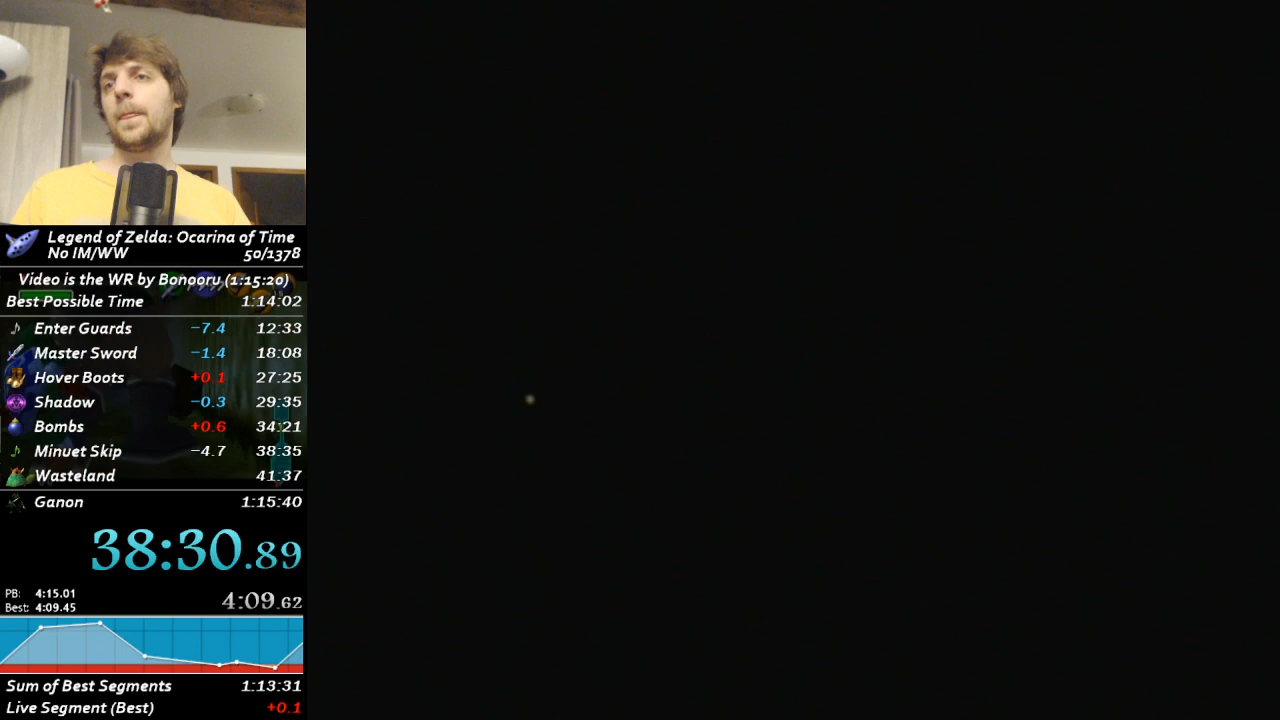 Legend of Zelda: Ocarina of Time
No IM/WW 50/1378
Video is the WR by Bonooru (1:15:20)
Best Possible Time 1:14:02
Enter Guards −7.4 12:33
Master Sword −1.4 18:08
Hover Boots +0.1 27:25
Shadow −0.3 29:35
Bombs +0.6 34:21
Minuet Skip −4.7 38:35
Wasteland 41:37
Ganon 1:15:40
38:30.89
PB: 4:15.01
Best: 4:09.45 4:09.62
Sum of Best Segments 1:13:31
Live Segment (Best) +0.1